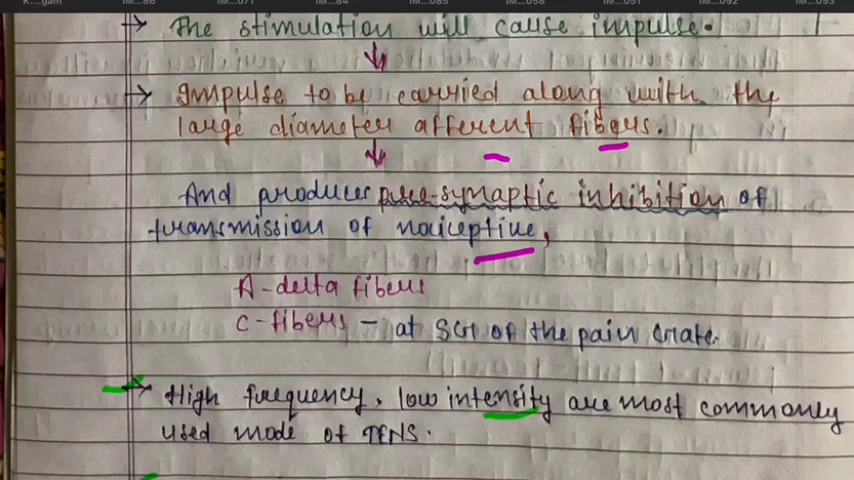 → The stimulation will cause impulse.
→ Impulse to be carried along with the
large diameter afferent fibers.
And produces pre-synaptic inhibition of
transmission of noiceptive,
A-delta fibers
C-fibers - at SG of the pain Gate.
→ High frequency, low intensity are most commonly
used mode of TENS.